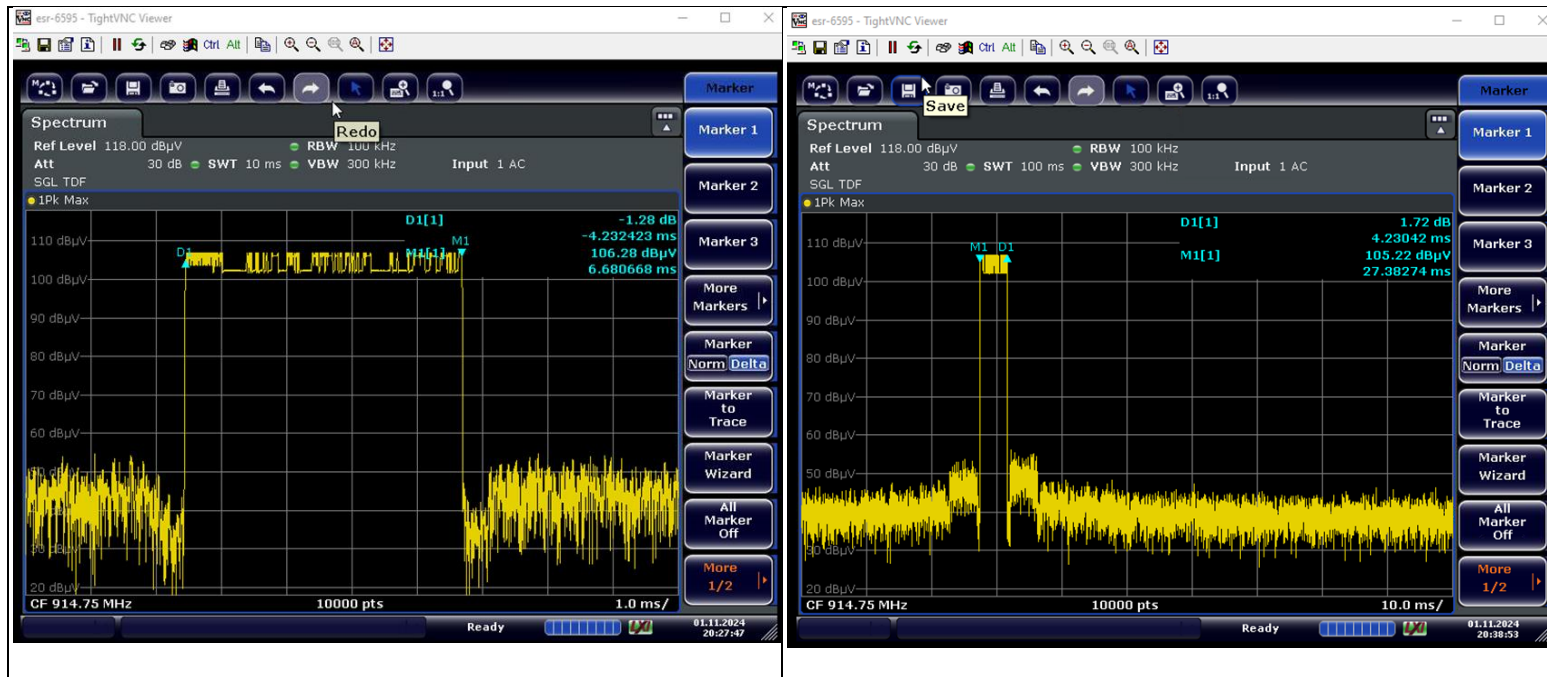 esr-6595 - TightVNC Viewer
Ctrl Alt
Marker
Spectrum
Redo
Ref Level 118.00 dBµV RBW 100 kHz
Att 30 dB SWT 10 ms VBW 300 kHz Input 1 AC
SGL TDF
1Pk Max
D1[1] -1.28 dB
-4.232423 ms
M1[1] 106.28 dBµV
6.680668 ms
D1
M1
110 dBµV
100 dBµV
90 dBµV
80 dBµV
70 dBµV
60 dBµV
50 dBµV
30 dBµV
20 dBµV
CF 914.75 MHz 10000 pts 1.0 ms/
Marker 1
Marker 2
Marker 3
More
Markers
Marker
Norm Delta
Marker
to
Trace
Marker
Wizard
All
Marker
Off
More
1/2
Ready
01.11.2024
20:27:47
esr-6595 - TightVNC Viewer
Ctrl Alt
Marker
Save
Spectrum
Ref Level 118.00 dBµV RBW 100 kHz
Att 30 dB SWT 100 ms VBW 300 kHz Input 1 AC
SGL TDF
1Pk Max
D1[1] 1.72 dB
4.23042 ms
M1[1] 105.22 dBµV
27.38274 ms
M1 D1
110 dBµV
100 dBµV
90 dBµV
80 dBµV
70 dBµV
60 dBµV
50 dBµV
30 dBµV
20 dBµV
CF 914.75 MHz 10000 pts 10.0 ms/
Marker 1
Marker 2
Marker 3
More
Markers
Marker
Norm Delta
Marker
to
Trace
Marker
Wizard
All
Marker
Off
More
1/2
Ready
01.11.2024
20:38:53